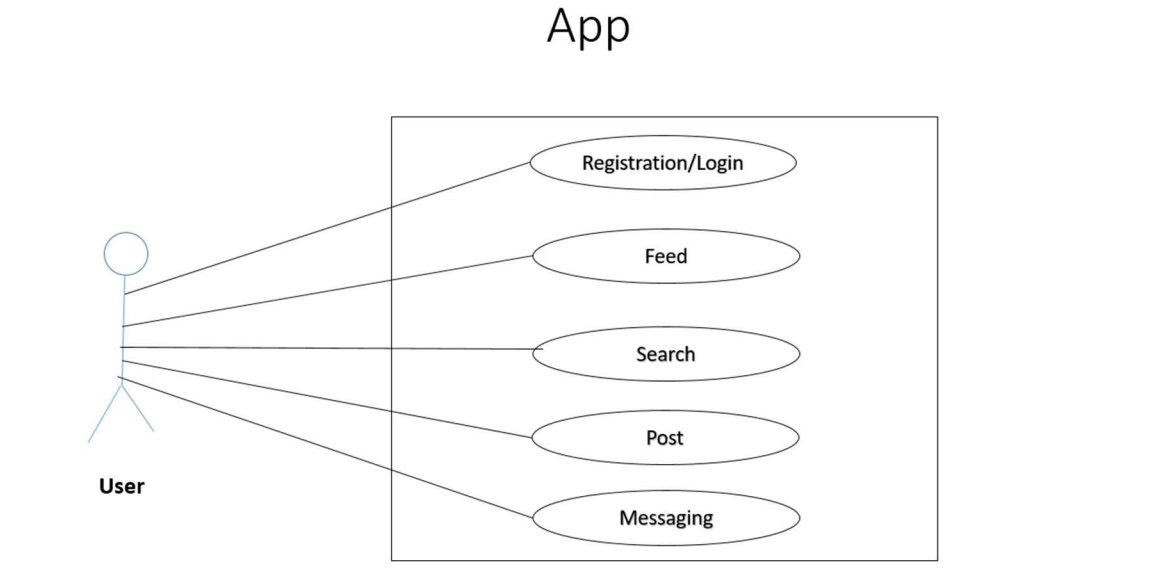 App
Registration/Login
Feed
Search
Post
Messaging
User